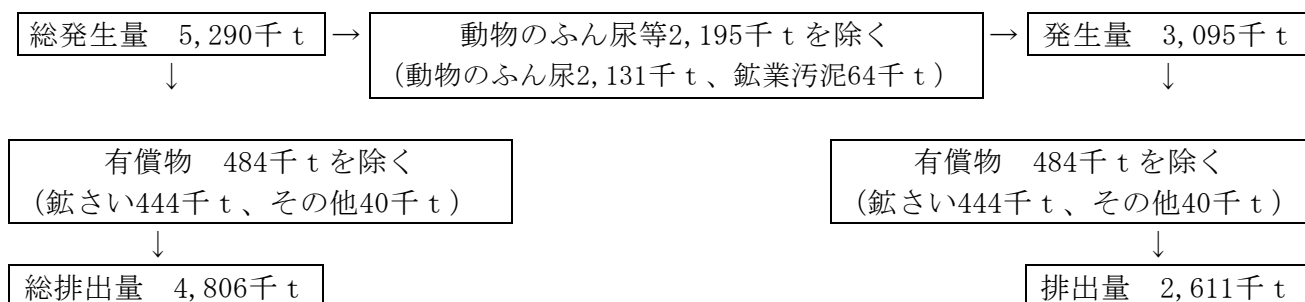 総発生量　5,290千ｔ → 動物のふん尿等2,195千ｔを除く → 発生量　3,095千ｔ
↓ （動物のふん尿2,131千ｔ、鉱業汚泥64千ｔ） ↓
有償物　484千ｔを除く 有償物　484千ｔを除く
（鉱さい444千ｔ、その他40千ｔ） （鉱さい444千ｔ、その他40千ｔ）
↓ ↓
総排出量　4,806千ｔ 排出量　2,611千ｔ